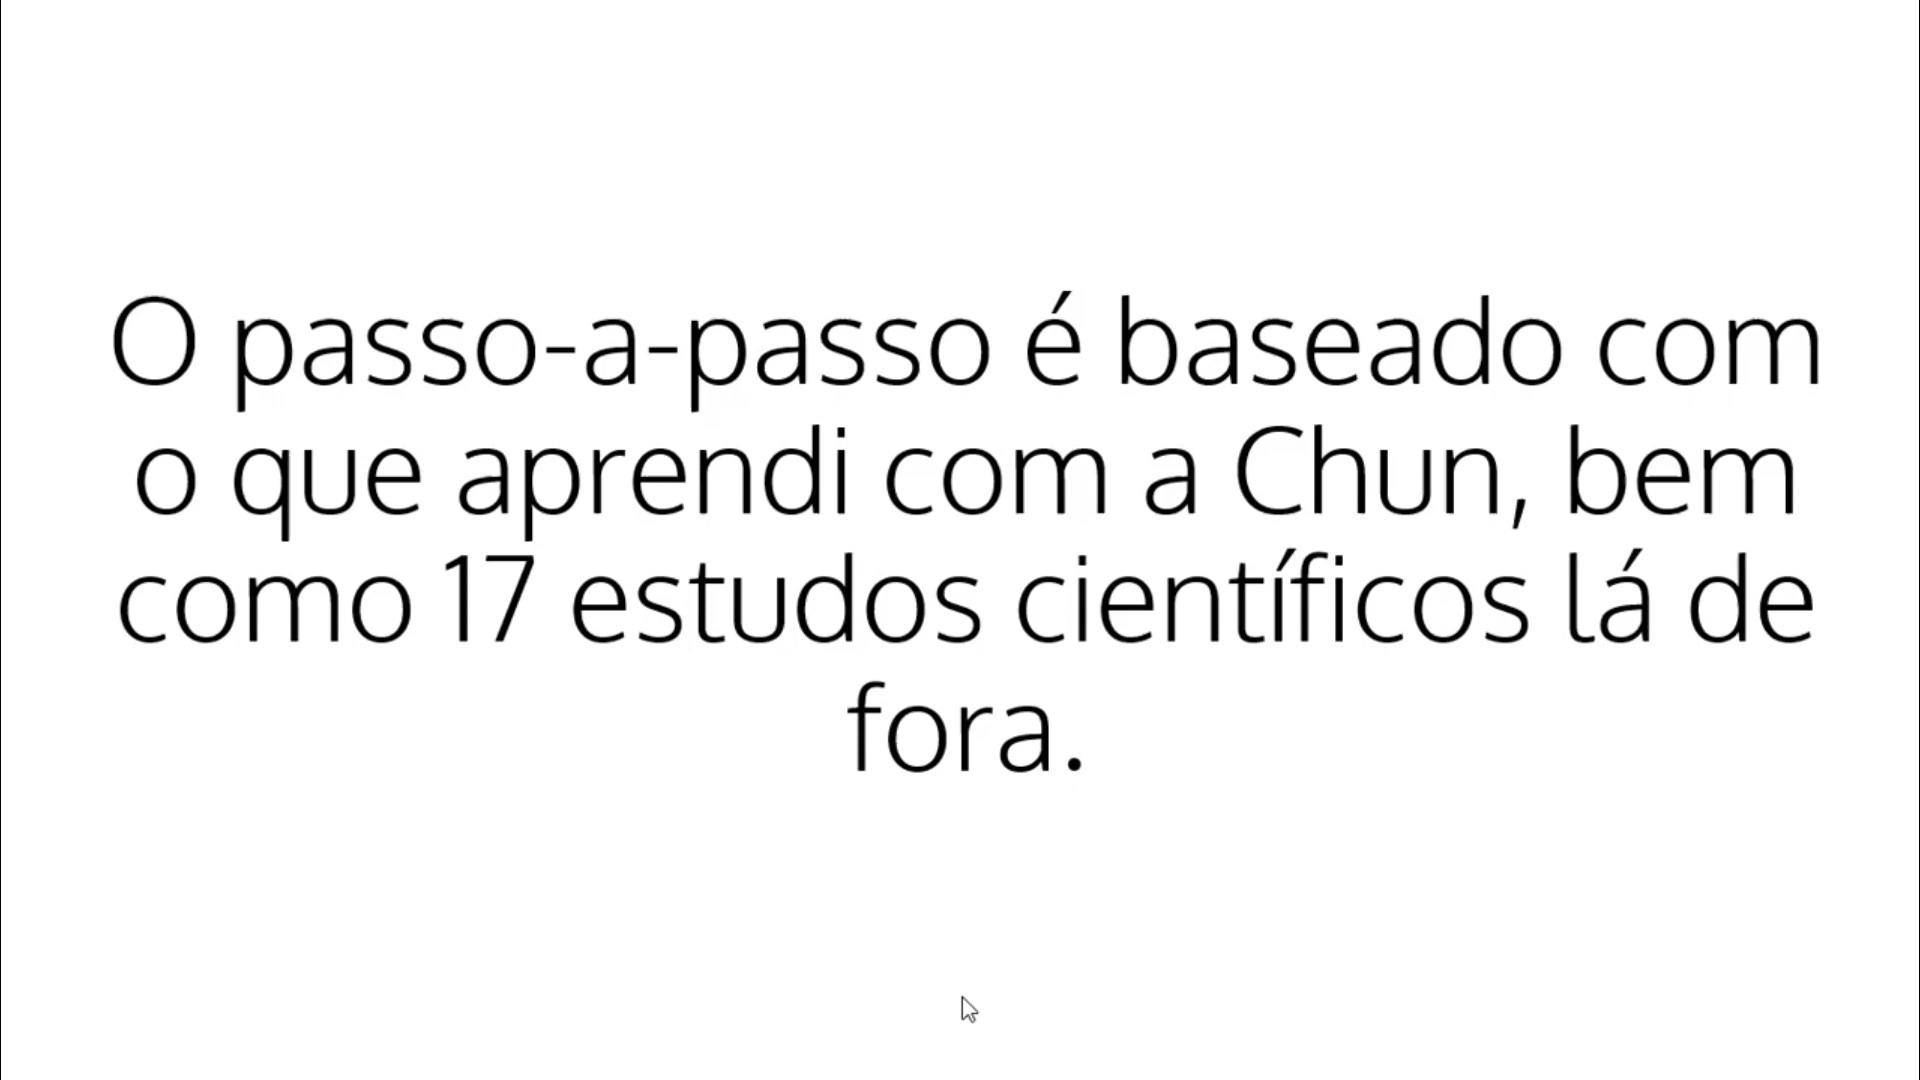 O passo-a-passo é baseado com
o que aprendi com a Chun, bem
como 17 estudos científicos lá de
fora.